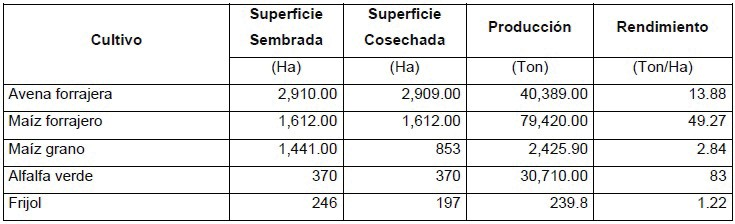 Cultivo Superficie Sembrada Superficie Cosechada Producción Rendimiento
(Ha) (Ha) (Ton) (Ton/Ha)
Avena forrajera 2,910.00 2,909.00 40,389.00 13.88
Maíz forrajero 1,612.00 1,612.00 79,420.00 49.27
Maíz grano 1,441.00 853 2,425.90 2.84
Alfalfa verde 370 370 30,710.00 83
Frijol 246 197 239.8 1.22